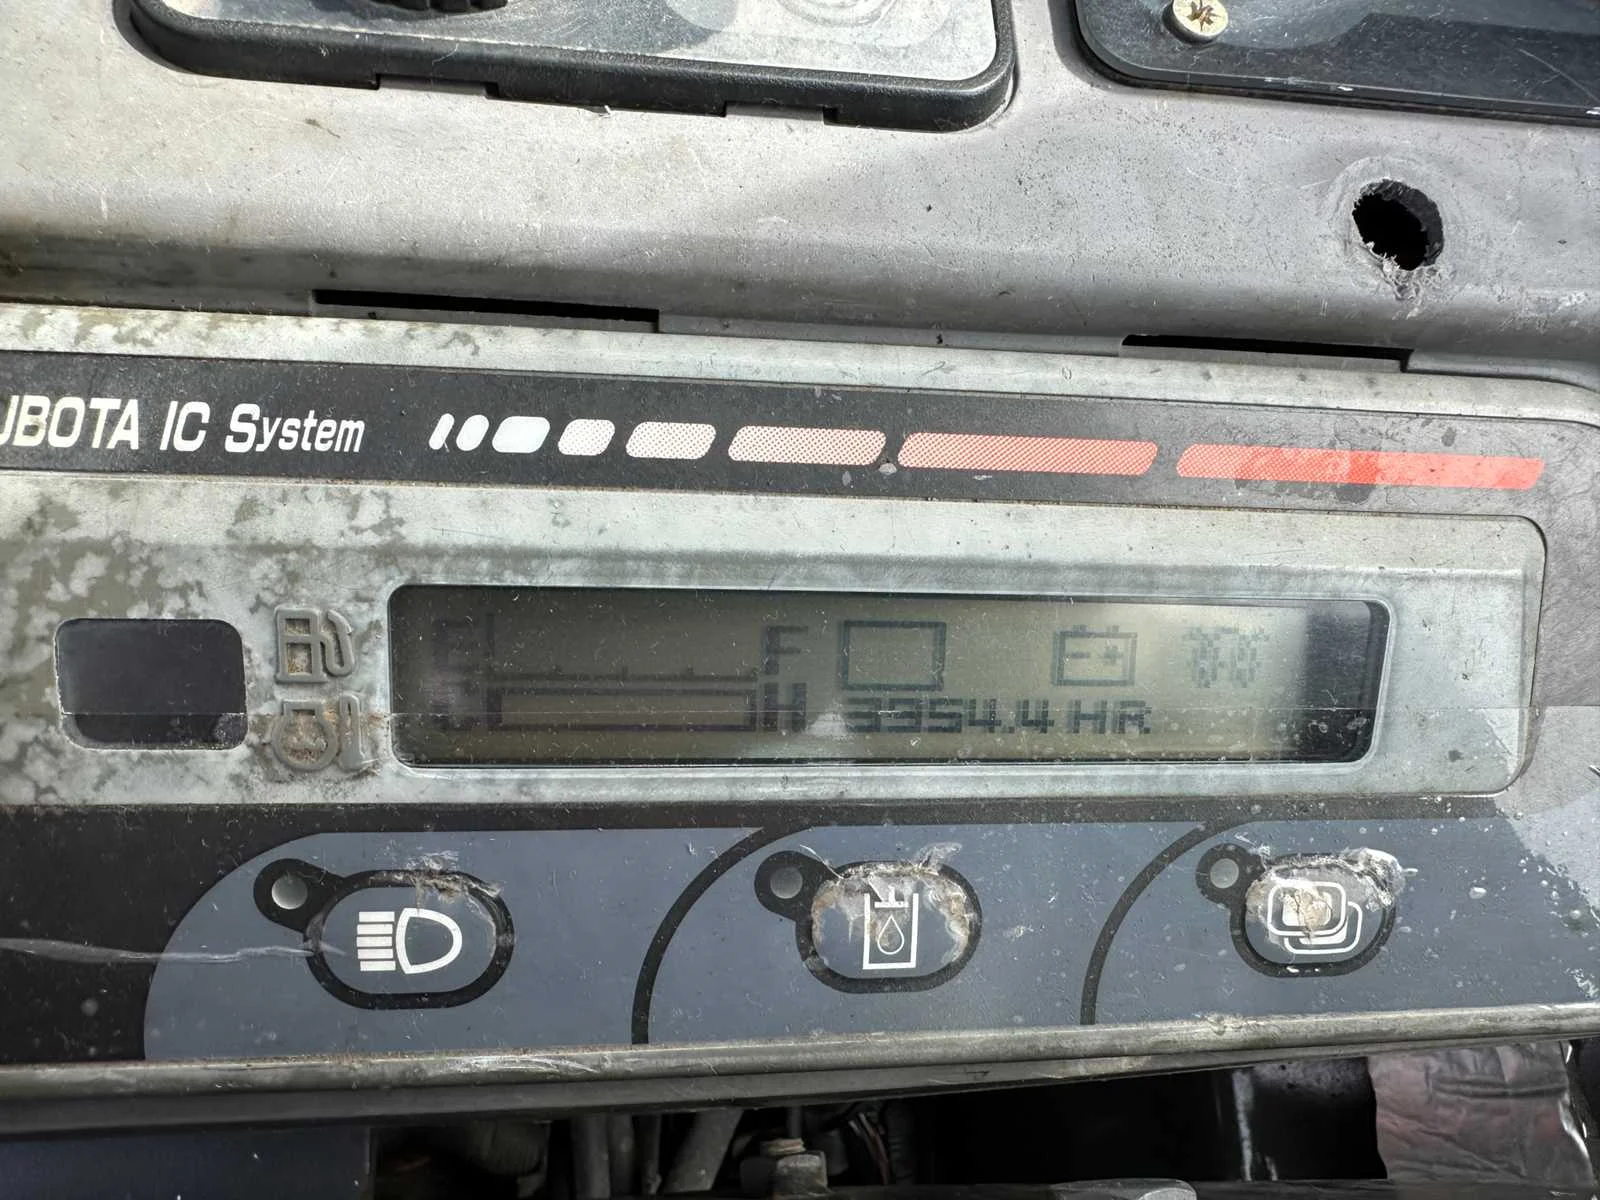 UBOTA IC System
E F
H 3354.4 HR